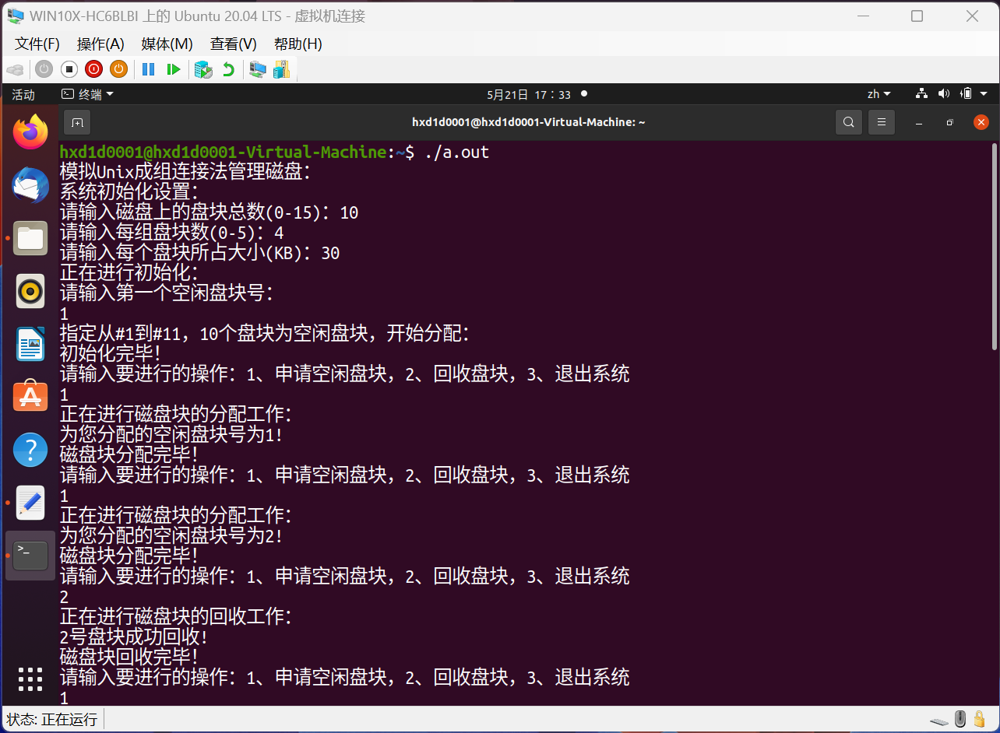 WIN10X-HC6BLBI 上的 Ubuntu 20.04 LTS - 虚拟机连接
文件(F) 操作(A) 媒体(M) 查看(V) 帮助(H)
活动 终端 5月21日 17：33 zh
hxd1d0001@hxd1d0001-Virtual-Machine: ~
hxd1d0001@hxd1d0001-Virtual-Machine:~$ ./a.out
模拟Unix成组连接法管理磁盘：
系统初始化设置：
请输入磁盘上的盘块总数(0-15)：10
请输入每组盘块数(0-5)：4
请输入每个盘块所占大小(KB)：30
正在进行初始化：
请输入第一个空闲盘块号：
1
指定从#1到#11，10个盘块为空闲盘块，开始分配：
初始化完毕！
请输入要进行的操作：1、申请空闲盘块，2、回收盘块，3、退出系统
1
正在进行磁盘块的分配工作：
为您分配的空闲盘块号为1！
磁盘块分配完毕！
请输入要进行的操作：1、申请空闲盘块，2、回收盘块，3、退出系统
1
正在进行磁盘块的分配工作：
为您分配的空闲盘块号为2！
磁盘块分配完毕！
请输入要进行的操作：1、申请空闲盘块，2、回收盘块，3、退出系统
2
正在进行磁盘块的回收工作：
2号盘块成功回收！
磁盘块回收完毕！
请输入要进行的操作：1、申请空闲盘块，2、回收盘块，3、退出系统
1
状态: 正在运行